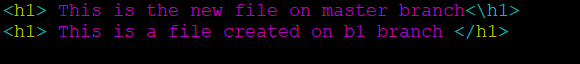 <h1> This is the new file on master branch<\h1>
<h1> This is a file created on b1 branch </h1>